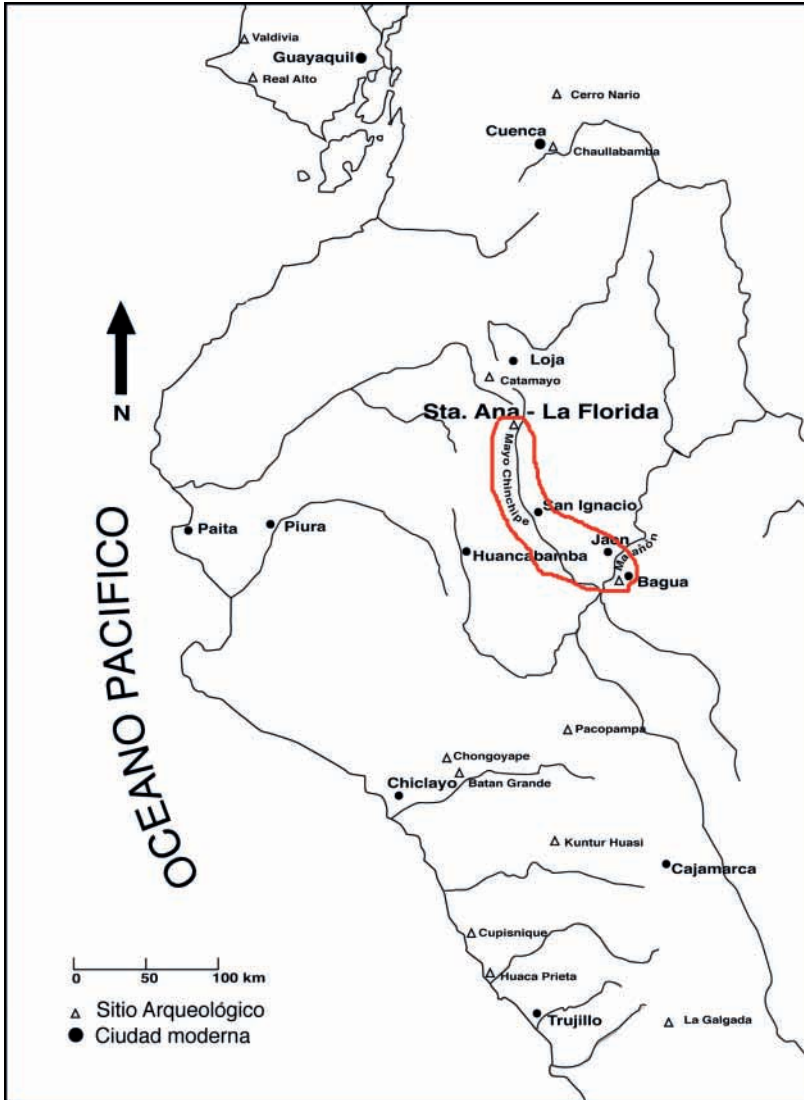 Valdivia
Guayaquil
Real Alto
Cerro Nario
Cuenca
Chaullabamba
N
Loja
Catamayo
Sta. Ana - La Florida
Mayo Chinchipe
San Ignacio
Paita
Piura
Huancabamba
Jaen
Marañón
Bagua
OCEANO PACIFICO
Pacopampa
Chongoyape
Batan Grande
Chiclayo
Kuntur Huasi
Cajamarca
Cupisnique
Huaca Prieta
Trujillo
La Galgada
0 50 100 km
Sitio Arqueológico
Ciudad moderna